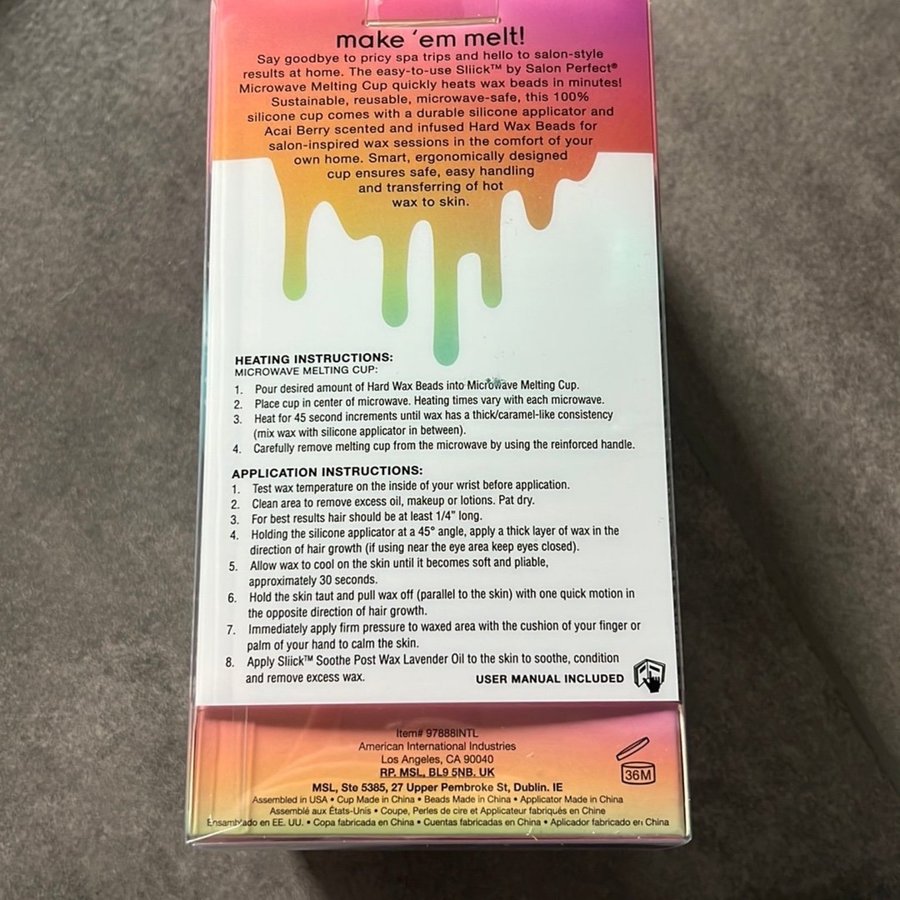 make 'em melt!
Say goodbye to pricy spa trips and hello to salon-style
results at home. The easy-to-use Sliick™ by Salon Perfect®
Microwave Melting Cup quickly heats wax beads in minutes!
Sustainable, reusable, microwave-safe, this 100%
silicone cup comes with a durable silicone applicator and
Acai Berry scented and infused Hard Wax Beads for
salon-inspired wax sessions in the comfort of your
own home. Smart, ergonomically designed
cup ensures safe, easy handling
and transferring of hot
wax to skin.
HEATING INSTRUCTIONS:
MICROWAVE MELTING CUP:
1. Pour desired amount of Hard Wax Beads into Microwave Melting Cup.
2. Place cup in center of microwave. Heating times vary with each microwave.
3. Heat for 45 second increments until wax has a thick/caramel-like consistency
(mix wax with silicone applicator in between).
4. Carefully remove melting cup from the microwave by using the reinforced handle.
APPLICATION INSTRUCTIONS:
1. Test wax temperature on the inside of your wrist before application.
2. Clean area to remove excess oil, makeup or lotions. Pat dry.
3. For best results hair should be at least 1/4" long.
4. Holding the silicone applicator at a 45° angle, apply a thick layer of wax in the
direction of hair growth (if using near the eye area keep eyes closed).
5. Allow wax to cool on the skin until it becomes soft and pliable,
approximately 30 seconds.
6. Hold the skin taut and pull wax off (parallel to the skin) with one quick motion in
the opposite direction of hair growth.
7. Immediately apply firm pressure to waxed area with the cushion of your finger or
palm of your hand to calm the skin.
8. Apply Sliick™ Soothe Post Wax Lavender Oil to the skin to soothe, condition
and remove excess wax.
USER MANUAL INCLUDED
Item# 97888INTL
American International Industries
Los Angeles, CA 90040
RP. MSL, BL9 5NB. UK
MSL, Ste 5385, 27 Upper Pembroke St, Dublin. IE
36M
Assembled in USA • Cup Made in China • Beads Made in China • Applicator Made in China
Assemblé aux États-Unis • Coupe, Perles de cire et Applicateur fabriqués en Chine
Ensamblado en EE. UU. • Copa fabricada en China • Cuentas fabricadas en China • Aplicador fabricado en China